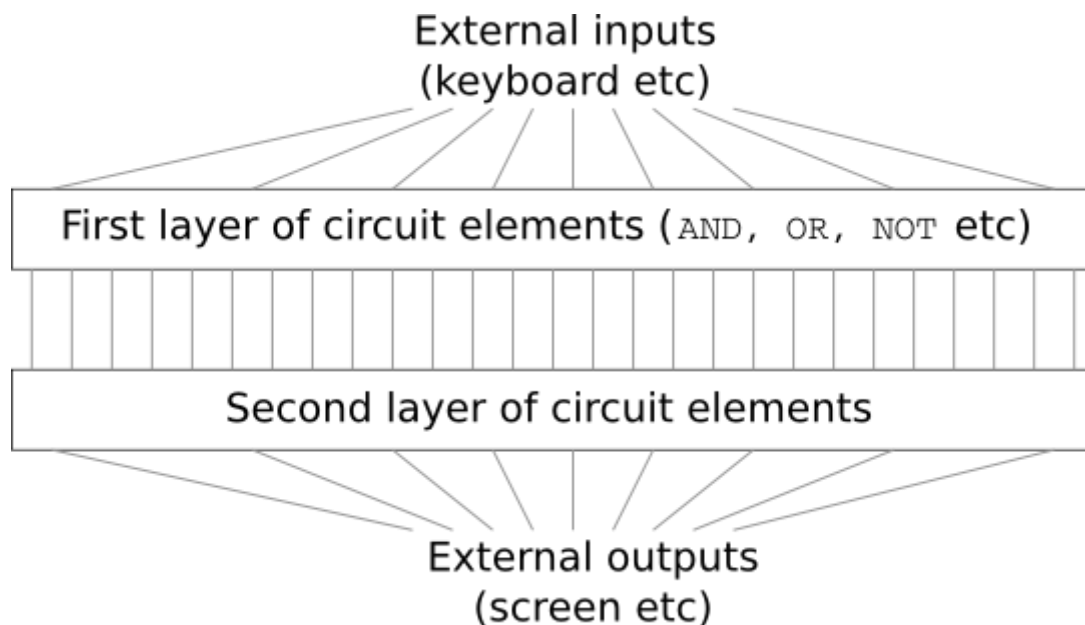 External inputs
(keyboard etc)
First layer of circuit elements (AND, OR, NOT etc)
Second layer of circuit elements
External outputs
(screen etc)